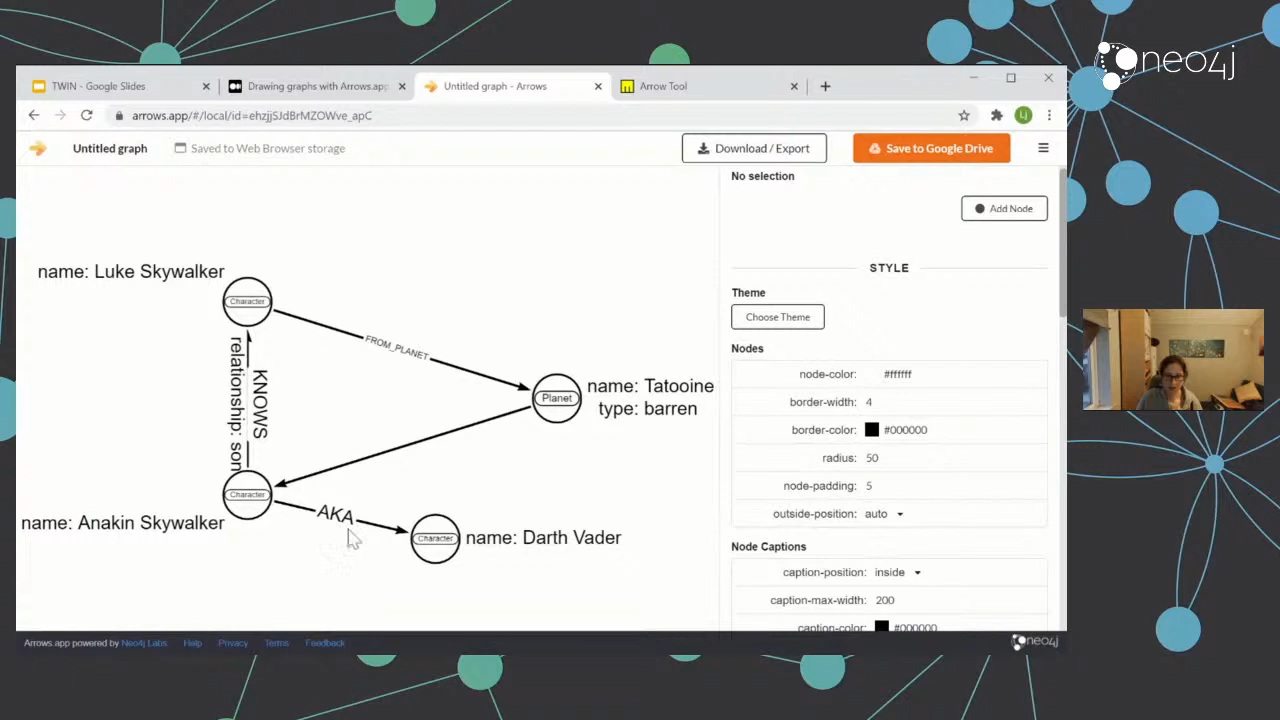 neo4j
TWIN - Google Slides
Drawing graphs with Arrows.app
Untitled graph - Arrows
Arrow Tool
arrows.app/#/local/id=ehzjjSJdBrMZOWve_apC
LJ
Untitled graph
Saved to Web Browser storage
Download / Export
Save to Google Drive
No selection
Add Node
STYLE
Theme
Choose Theme
Nodes
node-color: #ffffff
border-width: 4
border-color: #000000
radius: 50
node-padding: 5
outside-position: auto
Node Captions
caption-position: inside
caption-max-width: 200
caption-color: #000000
name: Luke Skywalker
Character
FROM_PLANET
Planet
name: Tatooine
type: barren
KNOWS
relationship: son
Character
name: Anakin Skywalker
AKA
Character
name: Darth Vader
Arrows.app powered by Neo4j Labs
Help
Privacy
Terms
Feedback
neo4j